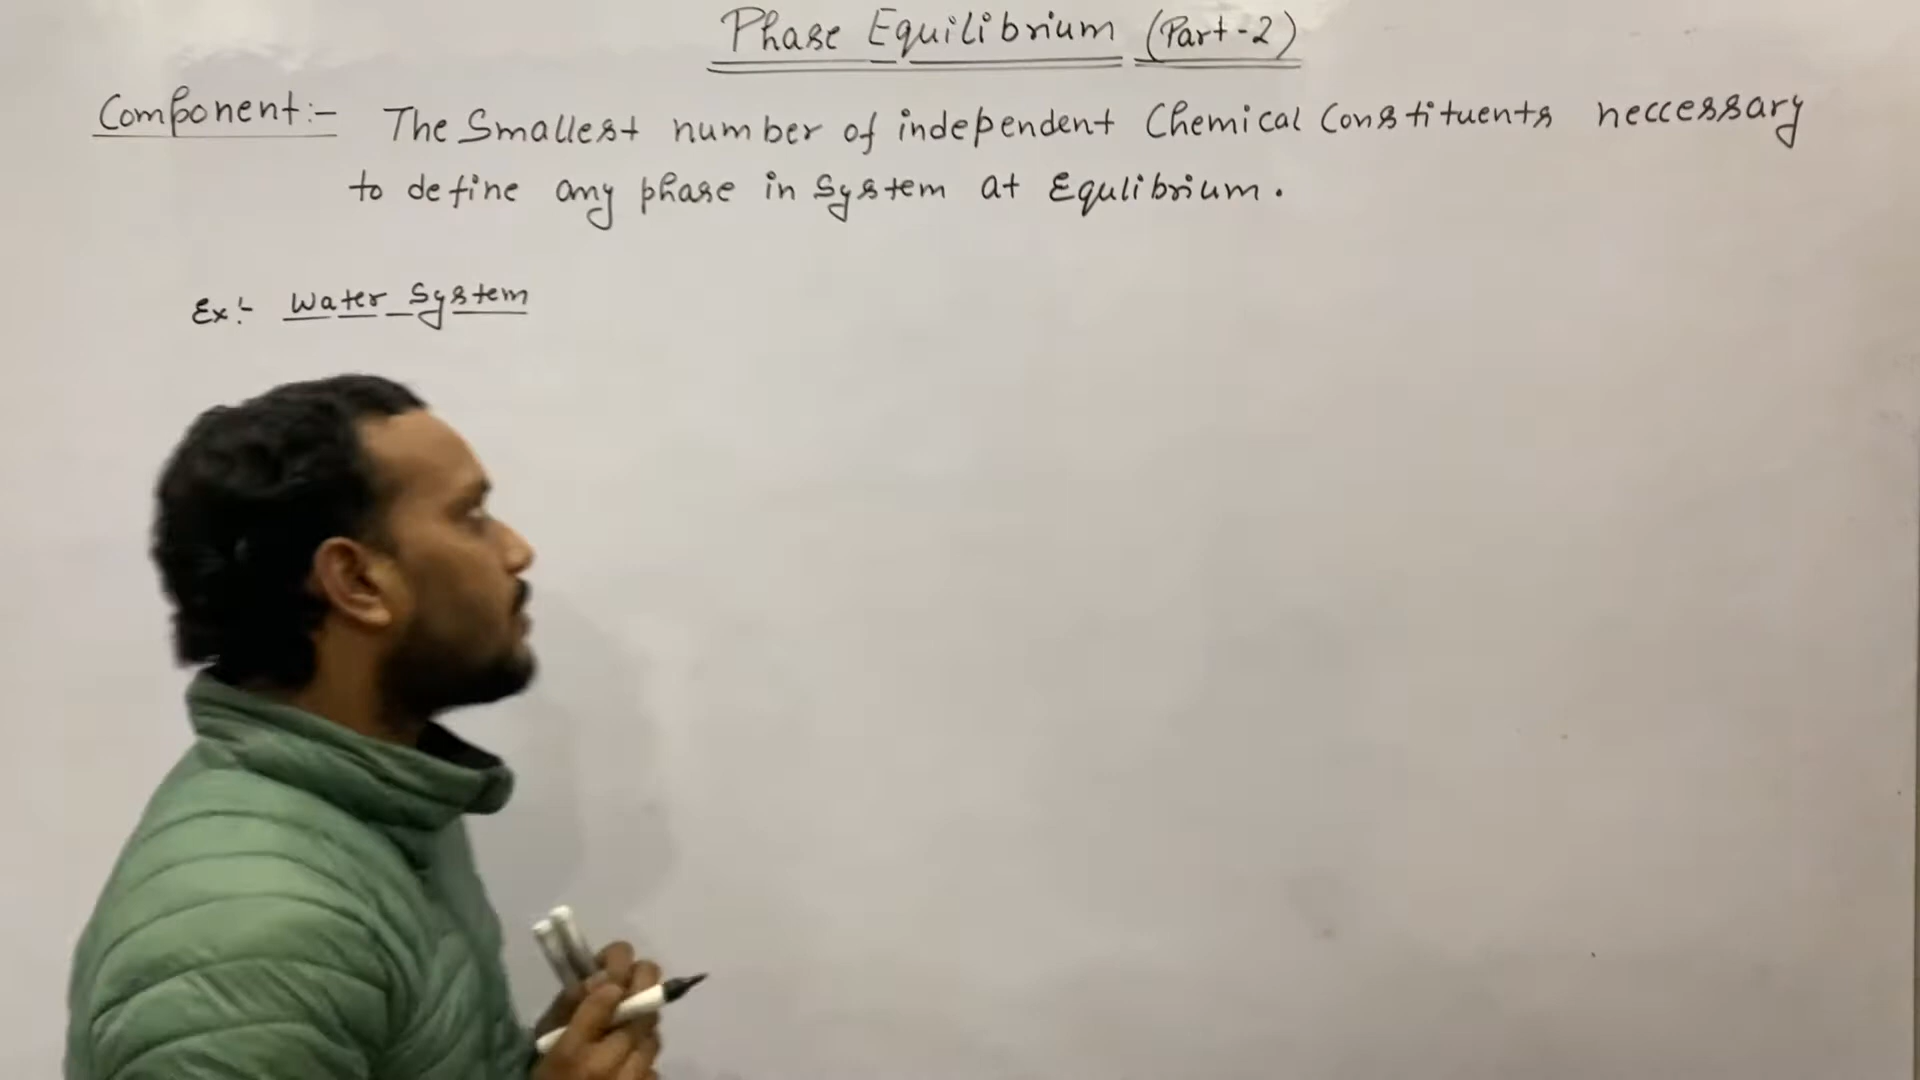 Phase Equilibrium (Part-2)
Component:- The Smallest number of independent Chemical Constituents neccessary
to define any phase in System at Equlibrium.
Ex:- Water System